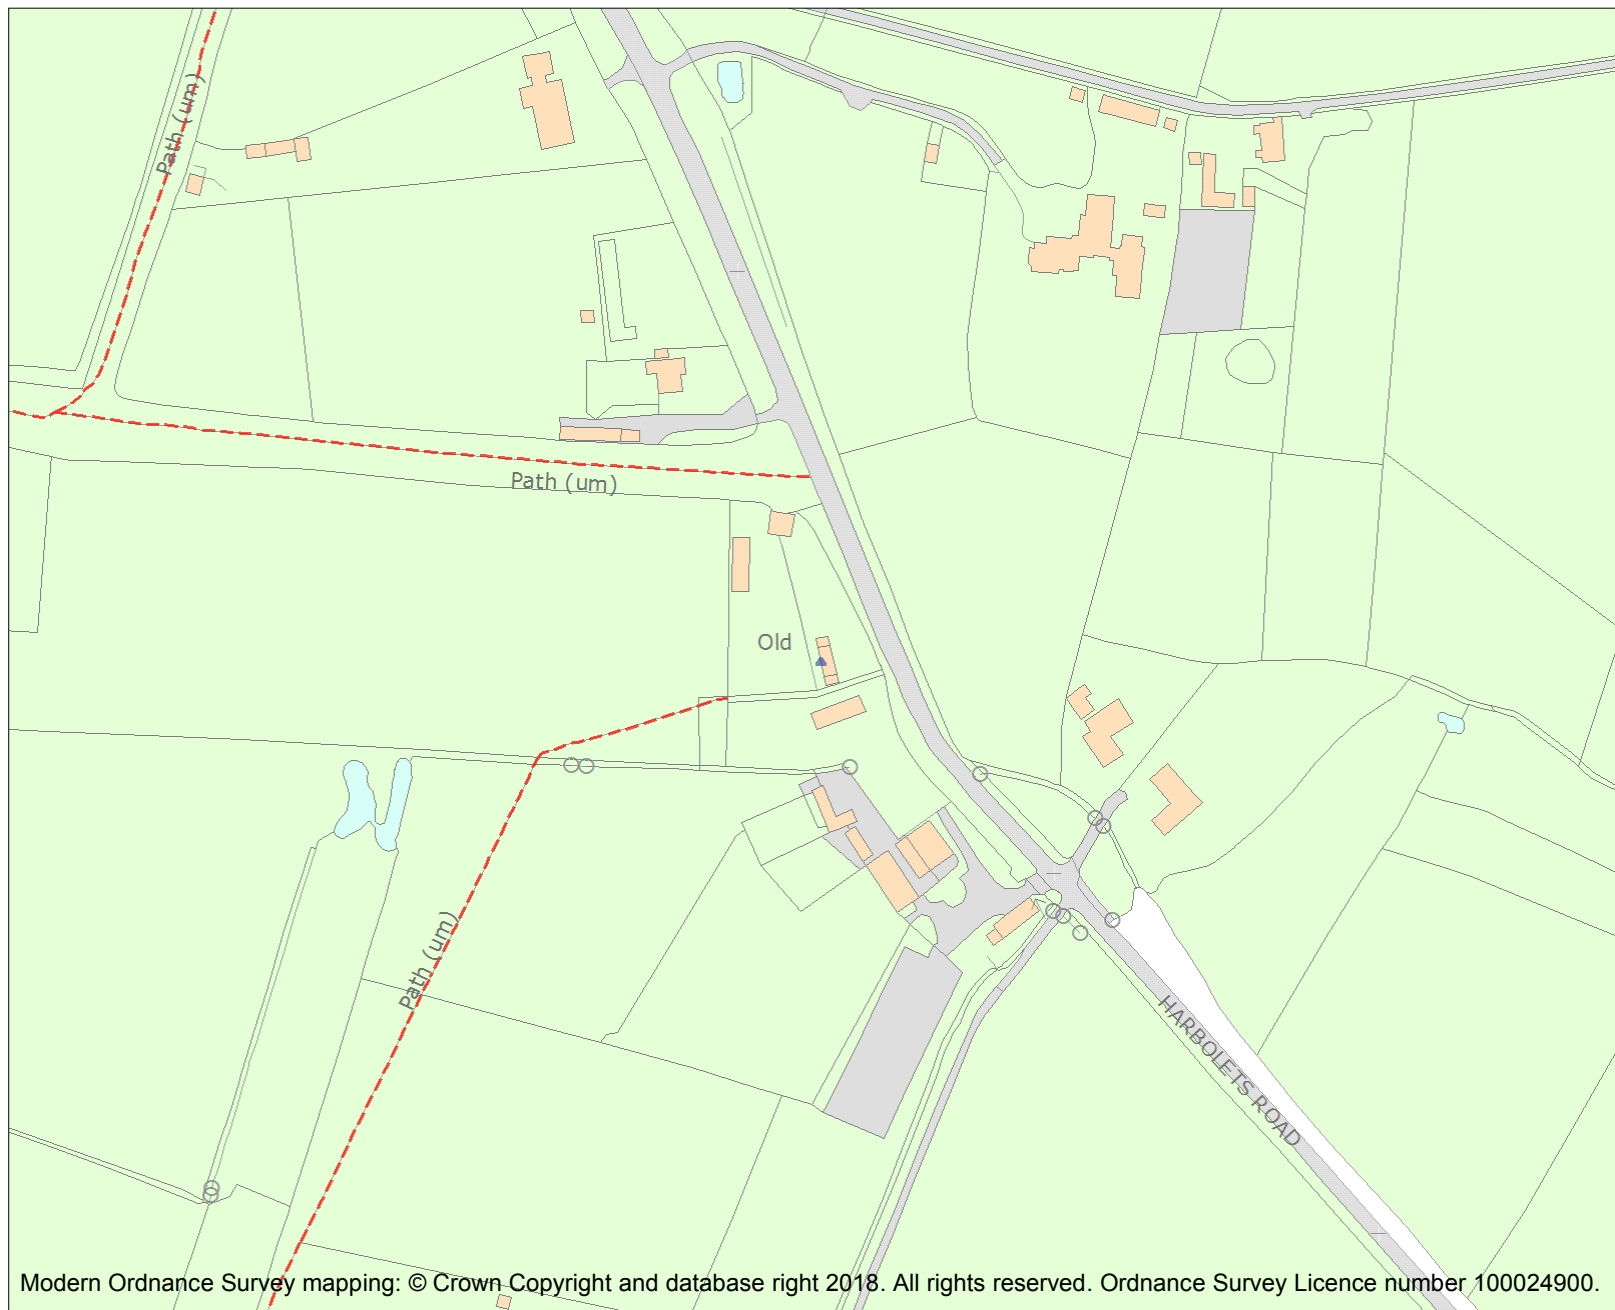 Path (um)
Path (um)
Old
Path (um)
HARBOLETS ROAD
Modern Ordnance Survey mapping: © Crown Copyright and database right 2018. All rights reserved. Ordnance Survey Licence number 100024900.